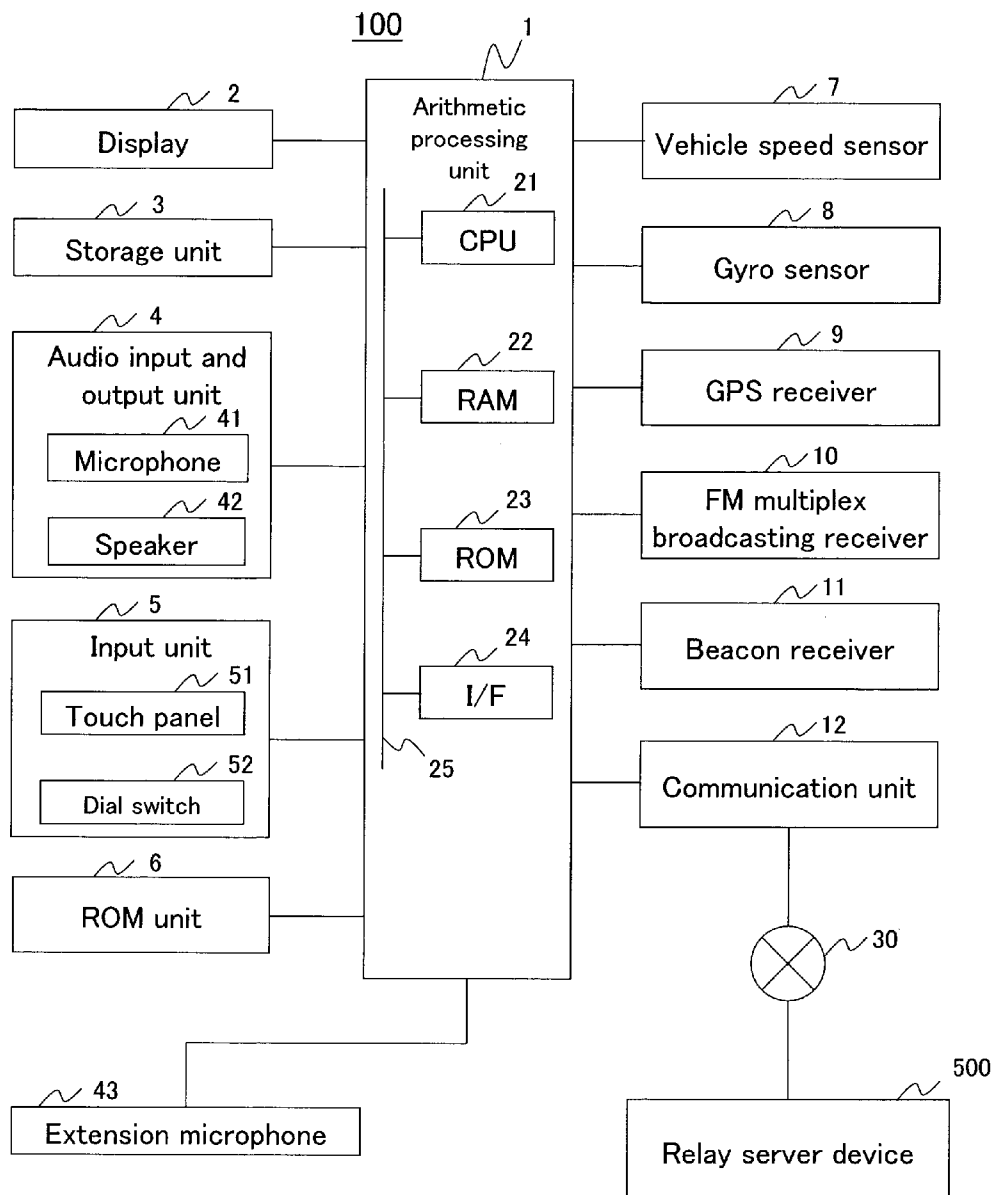 100
1
Arithmetic
processing
unit
21
CPU
22
RAM
23
ROM
24
I/F
25
2
Display
3
Storage unit
4
Audio input and
output unit
41
Microphone
42
Speaker
5
Input unit
51
Touch panel
52
Dial switch
6
ROM unit
43
Extension microphone
7
Vehicle speed sensor
8
Gyro sensor
9
GPS receiver
10
FM multiplex
broadcasting receiver
11
Beacon receiver
12
Communication unit
30
500
Relay server device